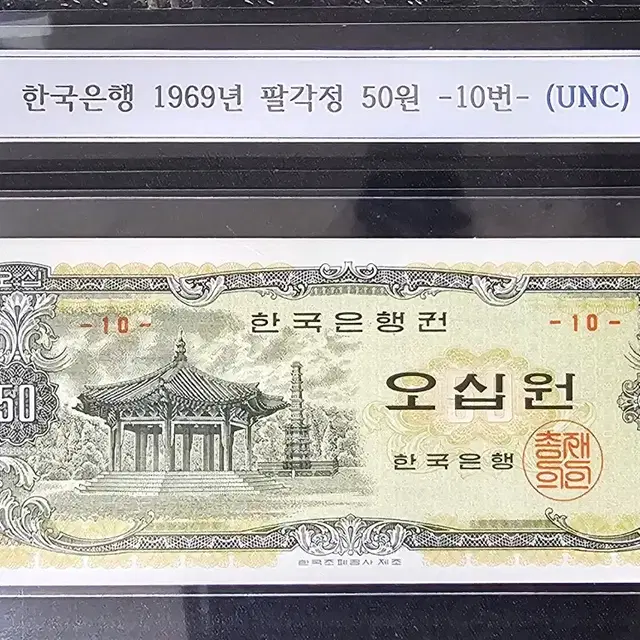 한국은행 1969년 팔각정 50원 -10번- (UNC)
오십
-10- 한국은행권 -10-
50 오십원
한국은행 총재의인
한국조폐공사 제조